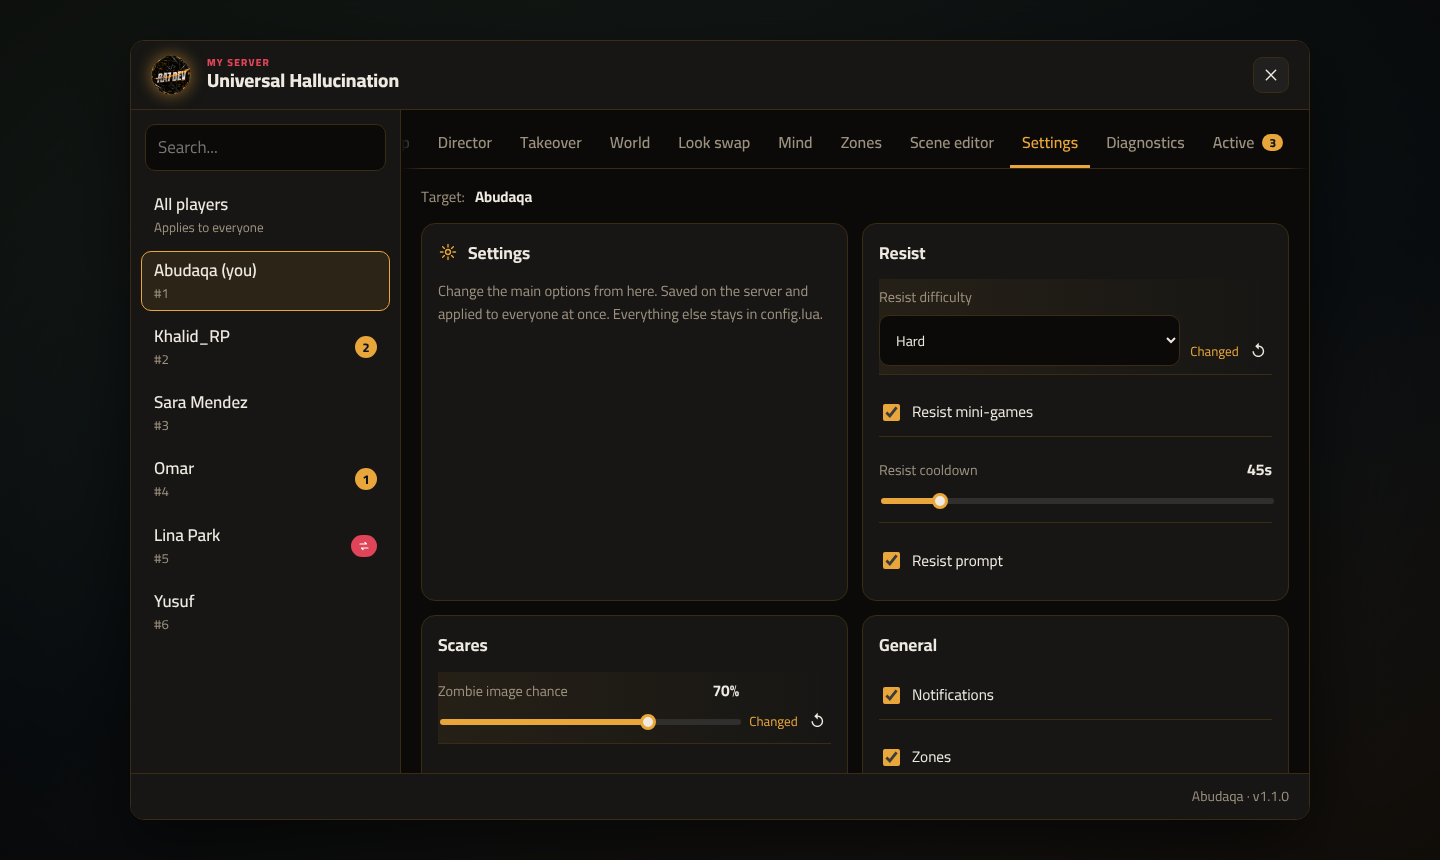 RAT DEV
MY SERVER
Universal Hallucination
Search...
All players
Applies to everyone
Abudaqa (you)
#1
Khalid_RP
#2
2
Sara Mendez
#3
Omar
#4
1
Lina Park
#5
Yusuf
#6
Director
Takeover
World
Look swap
Mind
Zones
Scene editor
Settings
Diagnostics
Active 3
Target: Abudaqa
Settings
Change the main options from here. Saved on the server and
applied to everyone at once. Everything else stays in config.lua.
Resist
Resist difficulty
Hard
Changed
Resist mini-games
Resist cooldown 45s
Resist prompt
Scares
Zombie image chance 70%
Changed
General
Notifications
Zones
Abudaqa · v1.1.0